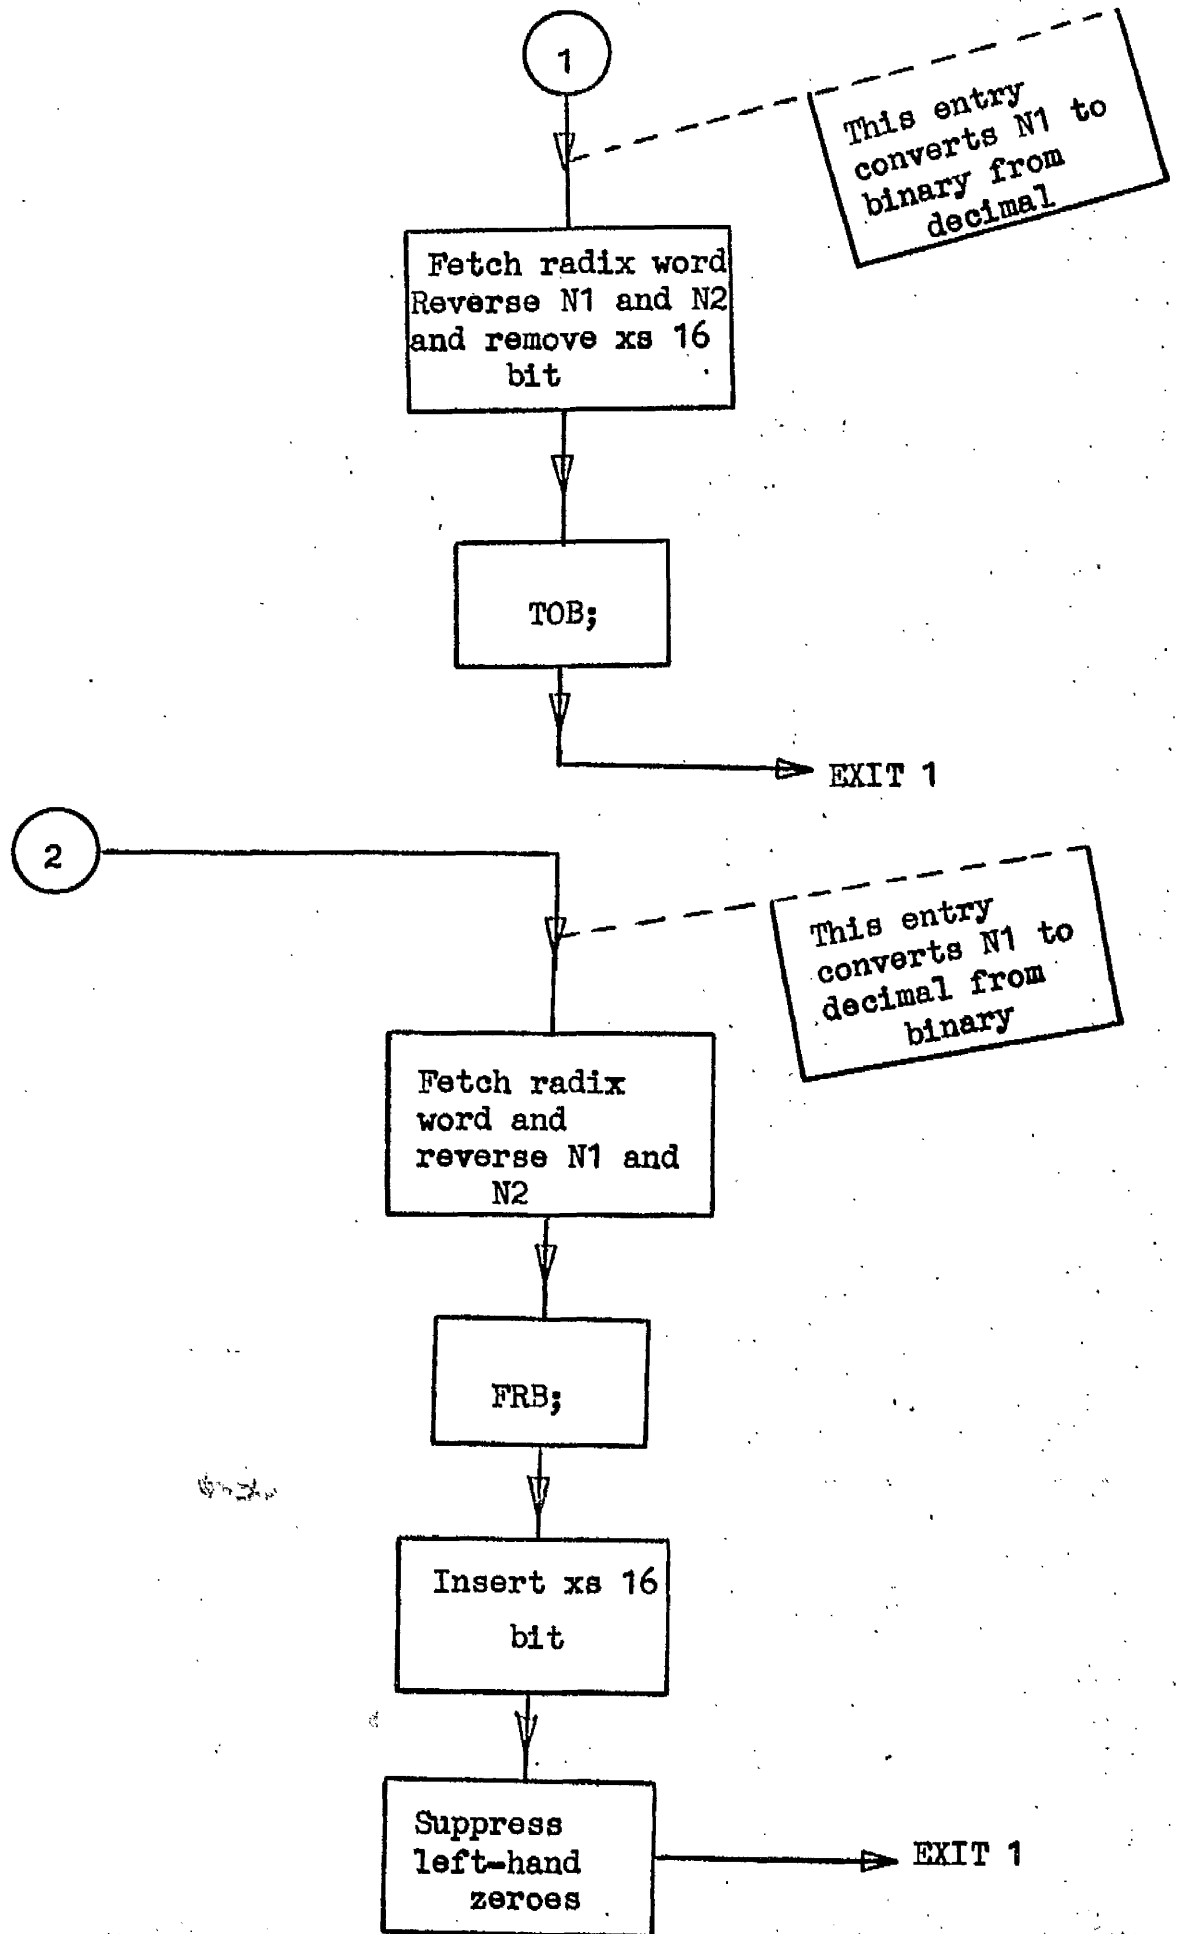 1
This entry
converts N1 to
binary from
decimal
Fetch radix word
Reverse N1 and N2
and remove xs 16
bit
TOB;
EXIT 1
2
This entry
converts N1 to
decimal from
binary
Fetch radix
word and
reverse N1 and
N2
FRB;
Insert xs 16
bit
Suppress
left-hand
zeroes
EXIT 1